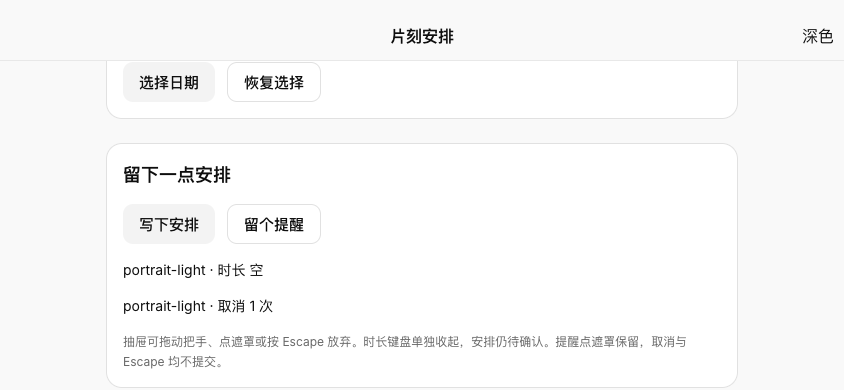 片刻安排
深色
选择日期 恢复选择
留下一点安排
写下安排 留个提醒
portrait-light · 时长 空
portrait-light · 取消 1 次
抽屉可拖动把手、点遮罩或按 Escape 放弃。时长键盘单独收起，安排仍待确认。提醒点遮罩保留，取消与
Escape 均不提交。